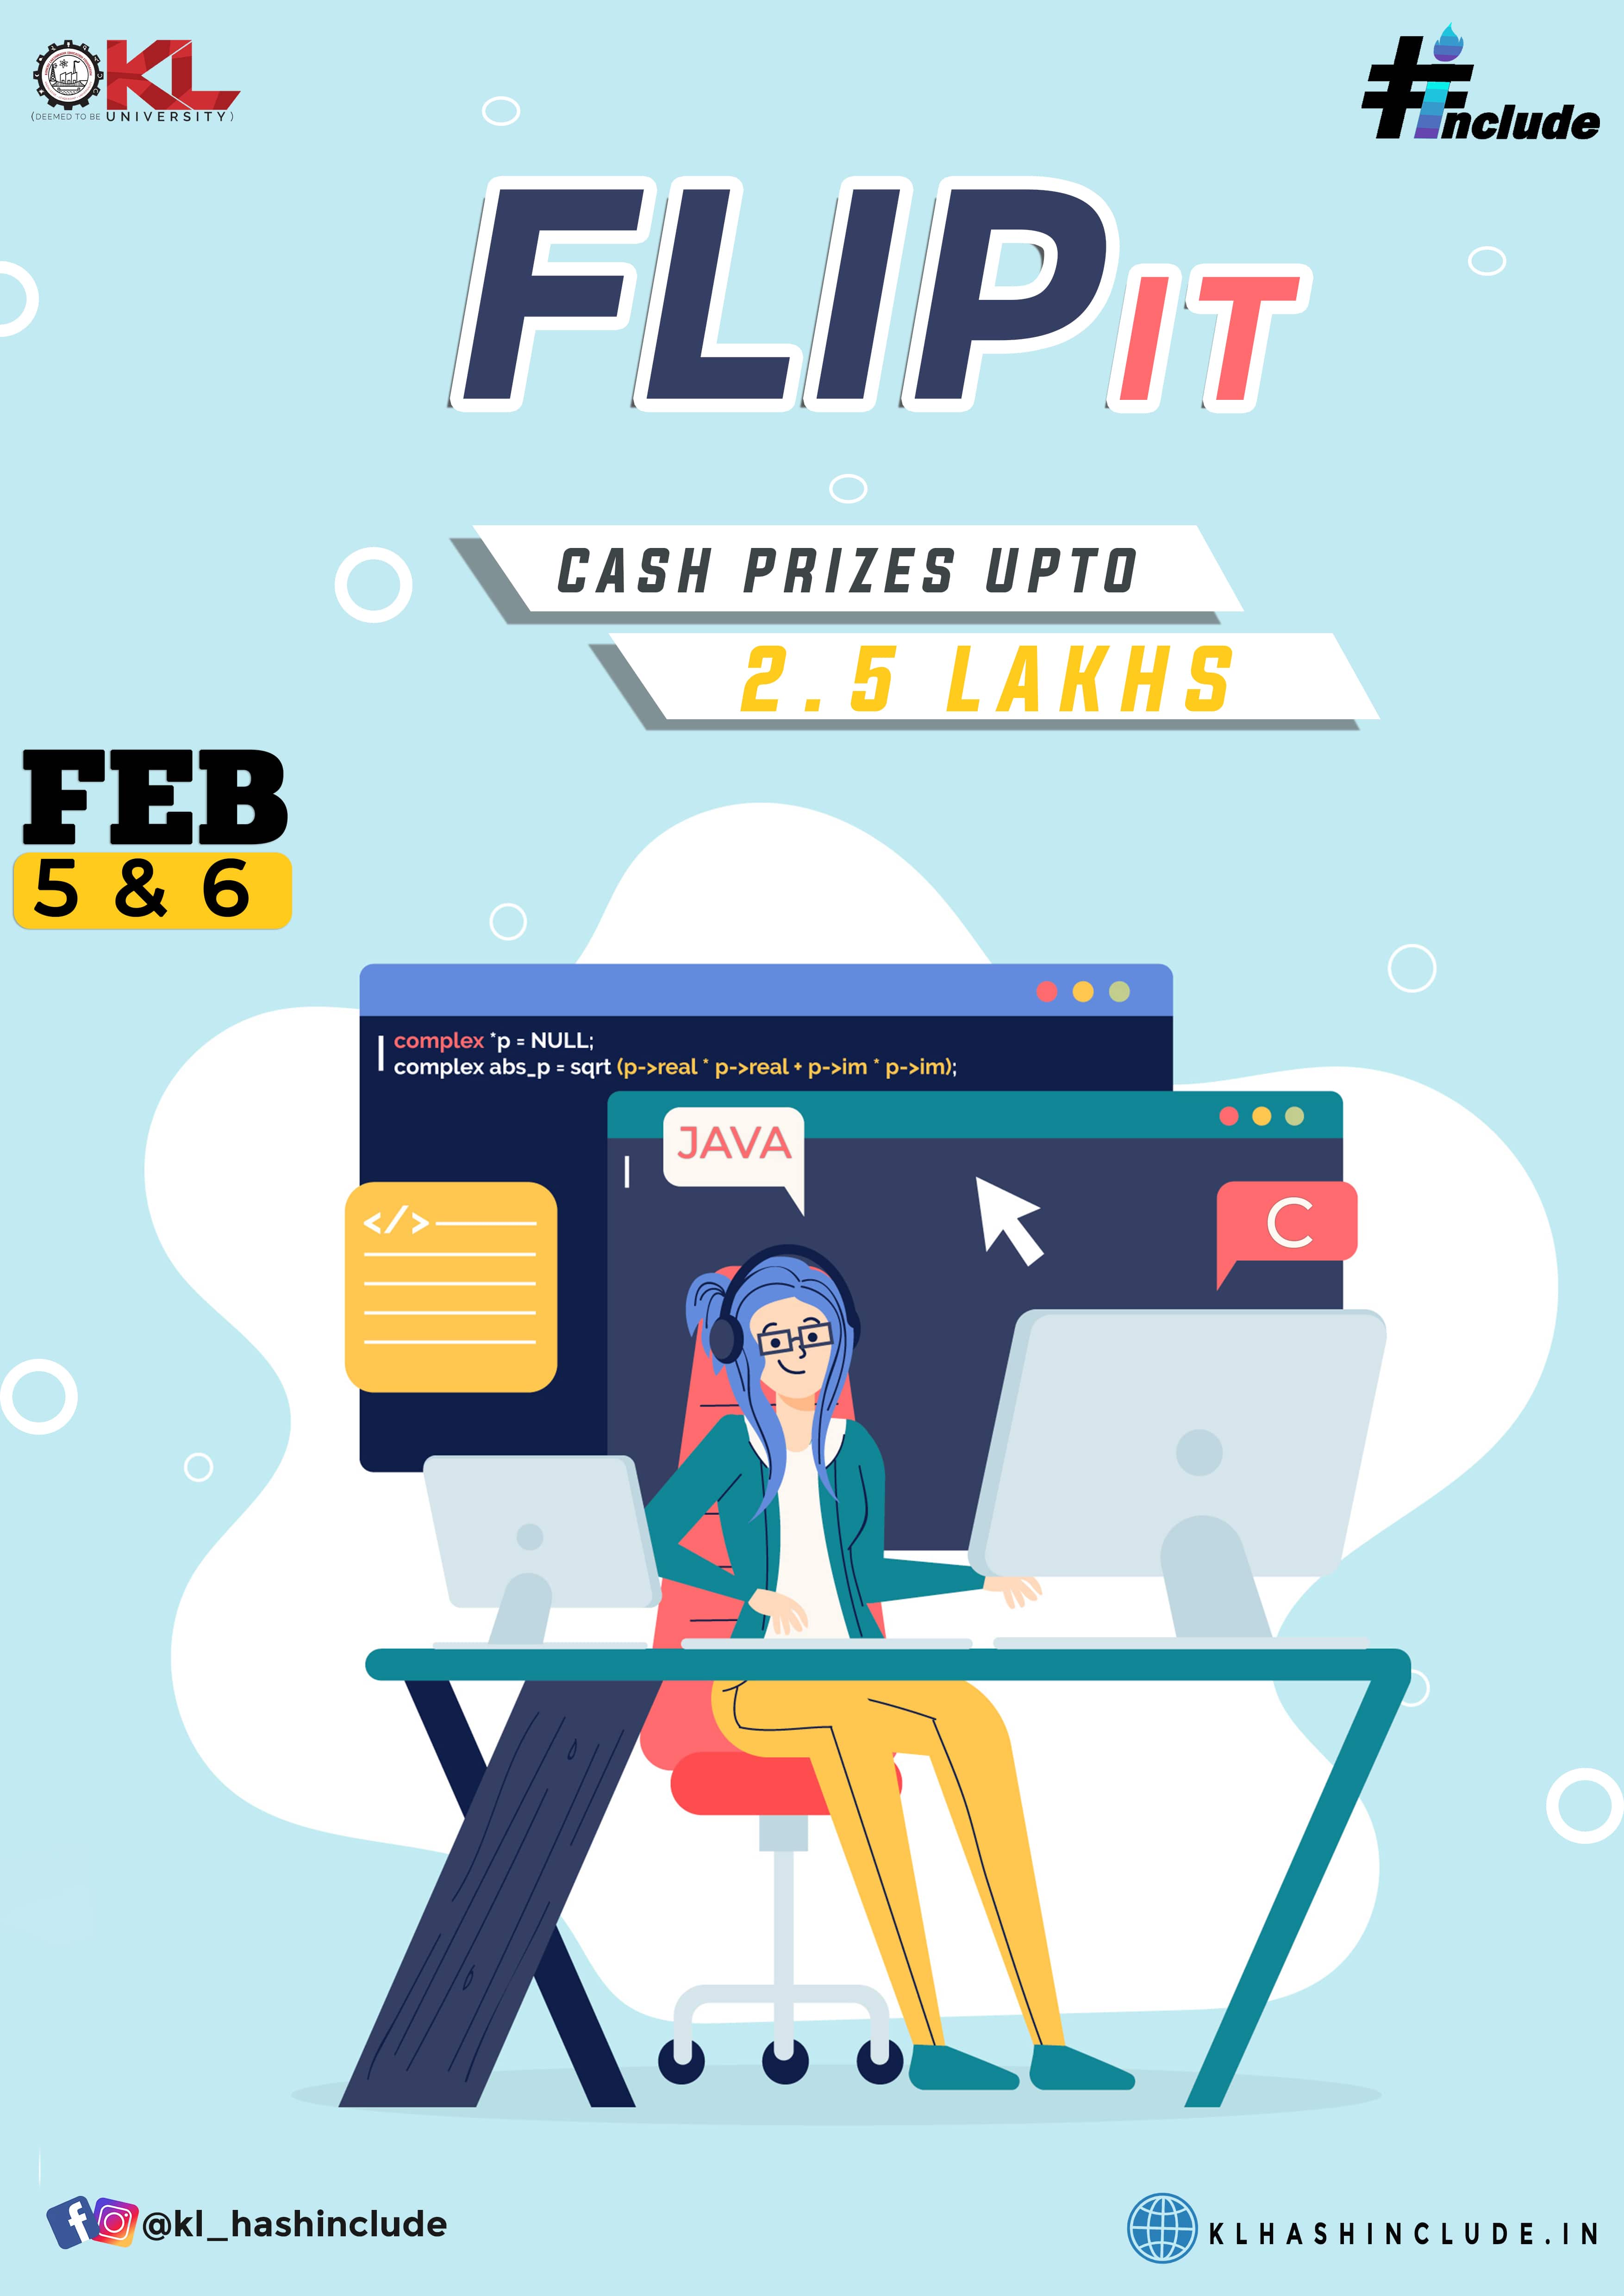 KL
(DEEMED TO BE UNIVERSITY)
#include
FLIP IT
CASH PRIZES UPTO
2.5 LAKHS
FEB
5 & 6
complex *p = NULL;
complex abs_p = sqrt (p->real * p->real + p->im * p->im);
JAVA
C
</>
@kl_hashinclude
KLHASHINCLUDE.IN